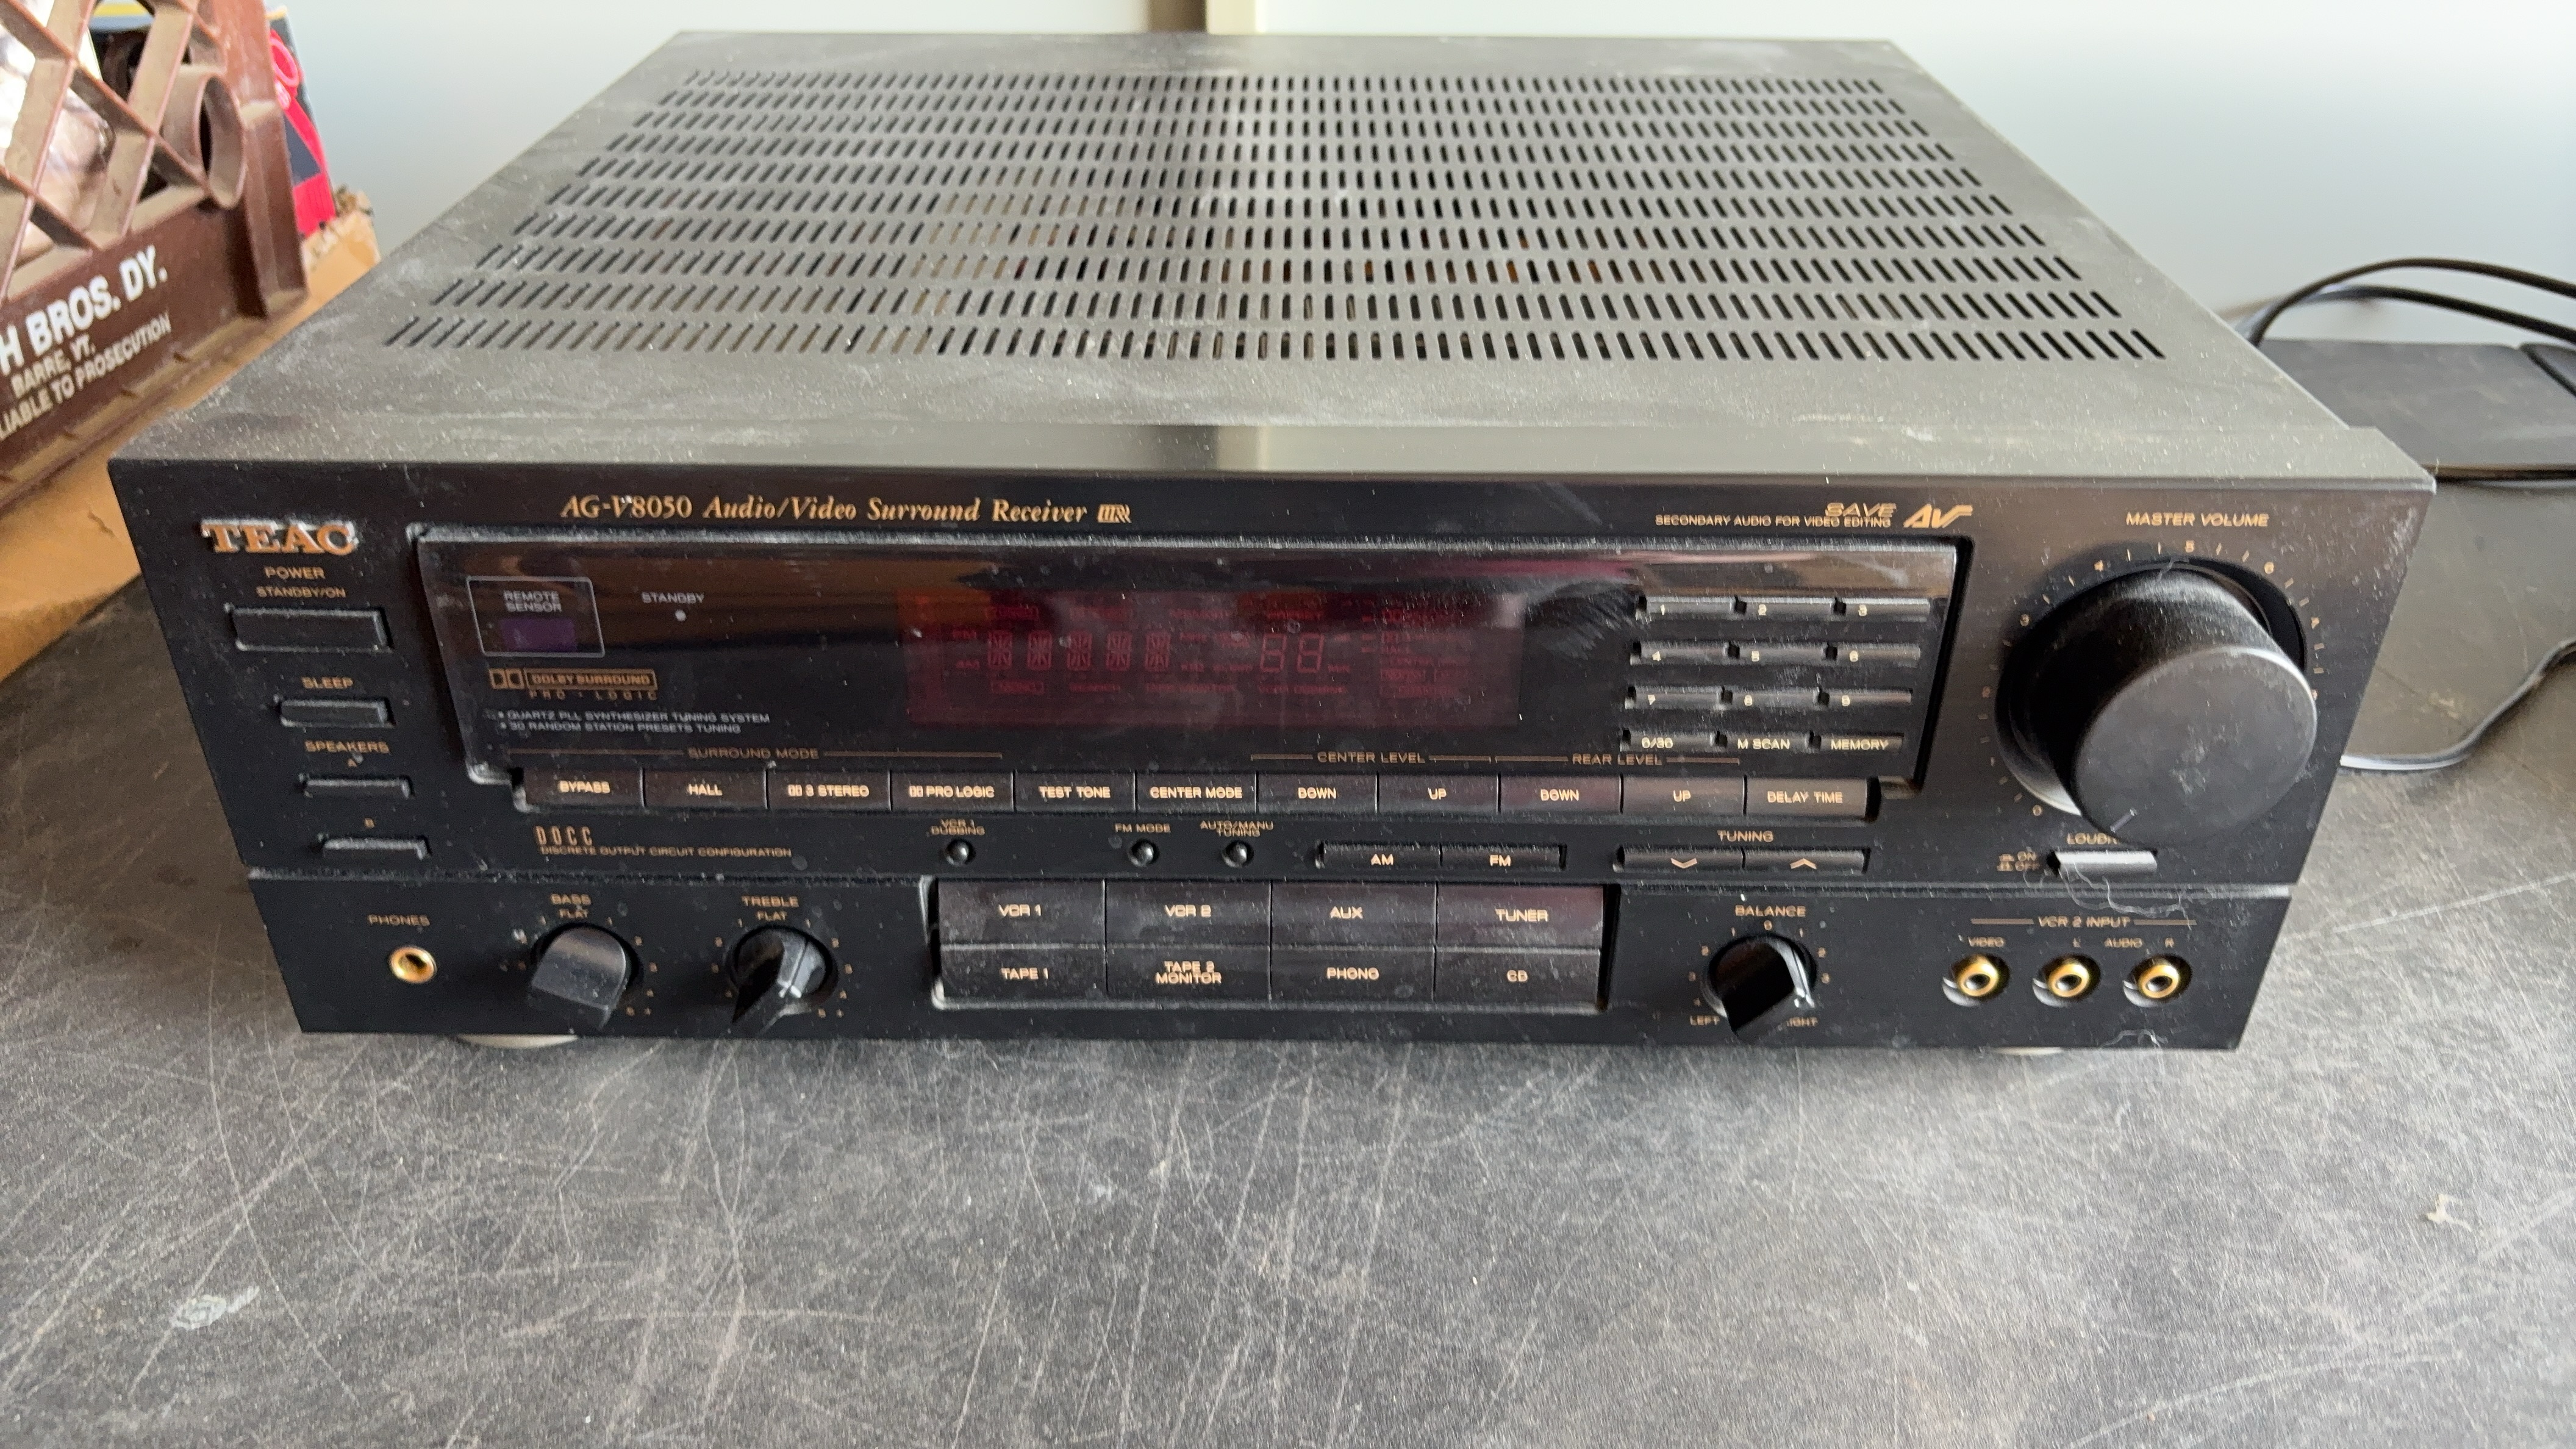 H BROS. DY.
BARRE, VT.
LIABLE TO PROSECUTION
TEAC
AG-V8050 Audio/Video Surround Receiver
SAVE
SECONDARY AUDIO FOR VIDEO EDITING
MASTER VOLUME
POWER
STANDBY/ON
REMOTE
SENSOR
STANDBY
DOLBY SURROUND
PRO · LOGIC
• QUARTZ PLL SYNTHESIZER TUNING SYSTEM
• 30 RANDOM STATION PRESETS TUNING
1 2 3
4 5 6
7 8 9
0/30 M SCAN MEMORY
SLEEP
SPEAKERS
A
B
SURROUND MODE
CENTER LEVEL
REAR LEVEL
BYPASS HALL 3 STEREO PRO LOGIC TEST TONE CENTER MODE DOWN UP DOWN UP DELAY TIME
DOCC
DISCRETE OUTPUT CIRCUIT CONFIGURATION
VCR 1
DUBBING
FM MODE
AUTO/MANU
TUNING
AM FM
TUNING
ON
OFF
PHONES
BASS
FLAT
TREBLE
FLAT
VCR 1 VCR 2 AUX TUNER
TAPE 1 TAPE 2 MONITOR PHONO CD
BALANCE
LEFT
VCR 2 INPUT
VIDEO L AUDIO R